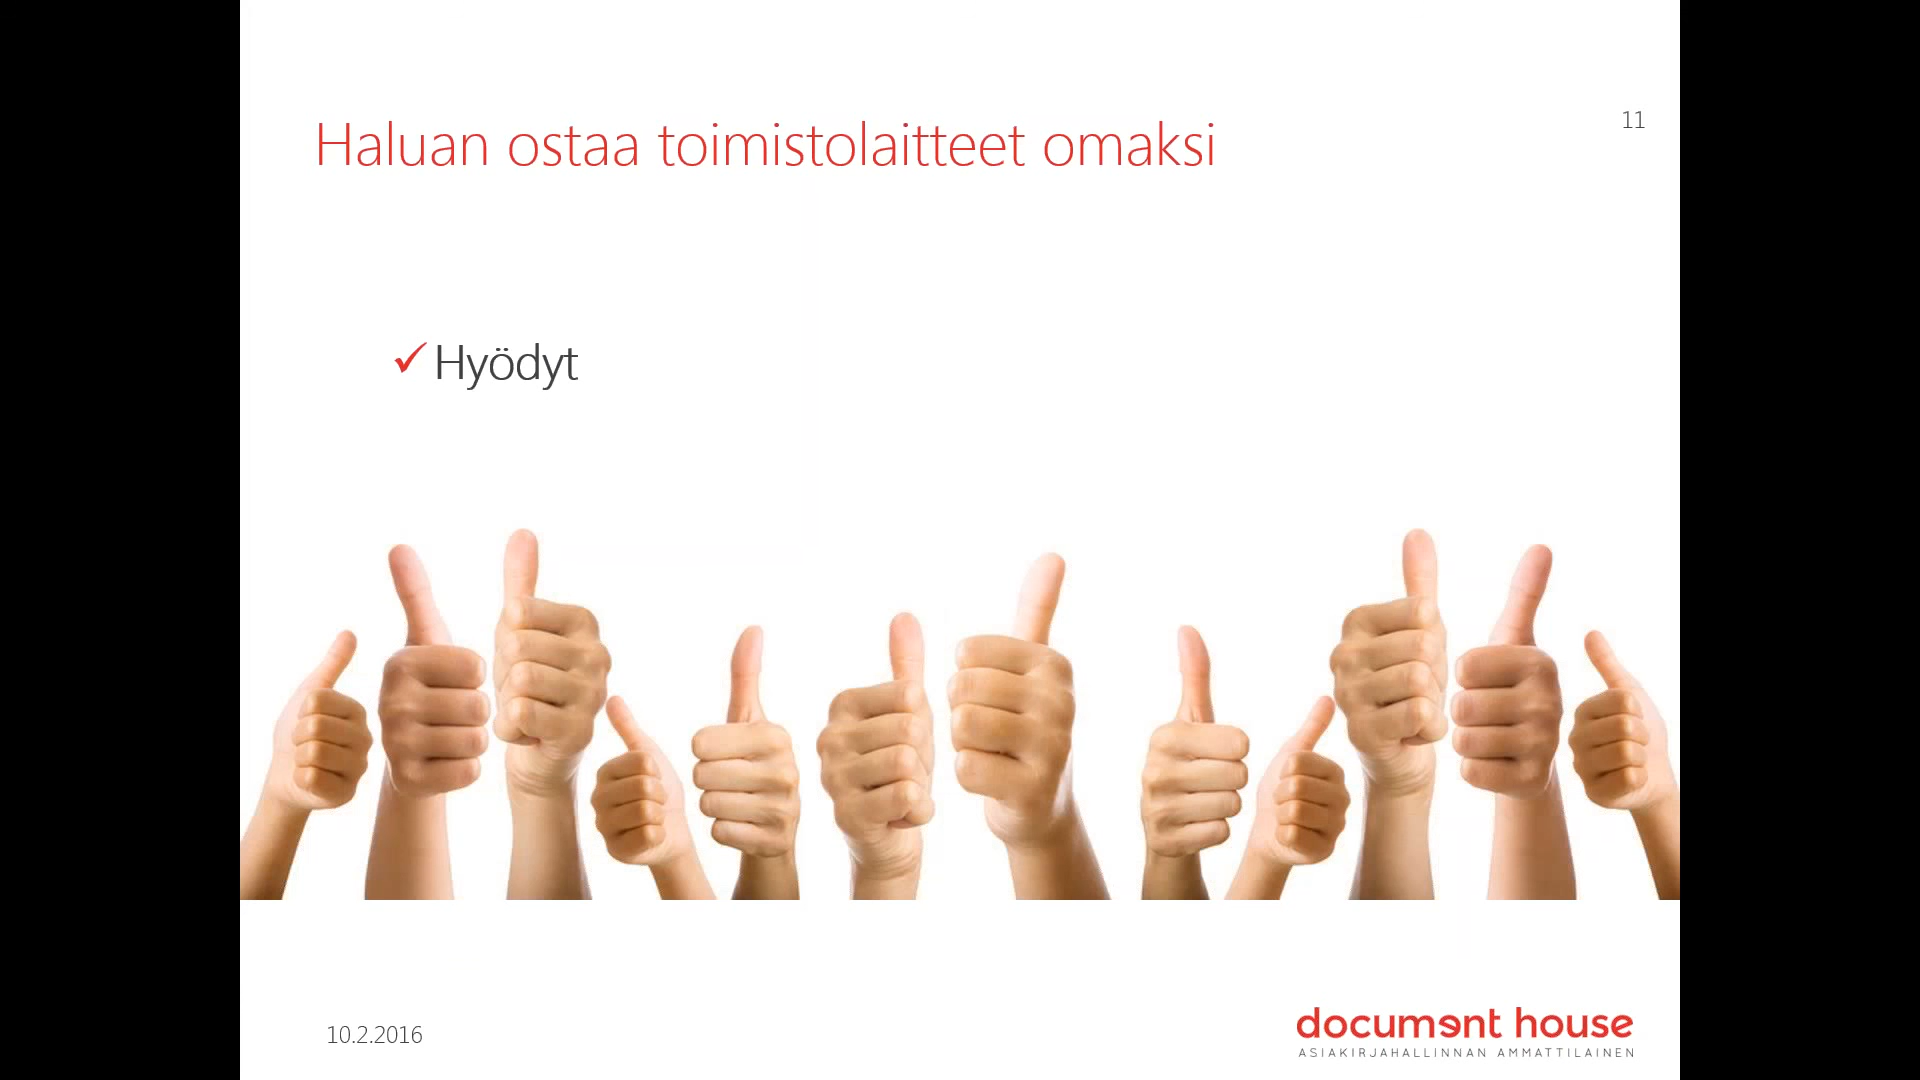 Haluan ostaa toimistolaitteet omaksi
11
✓Hyödyt
10.2.2016
document house
ASIAKIRJAHALLINNAN AMMATTILAINEN